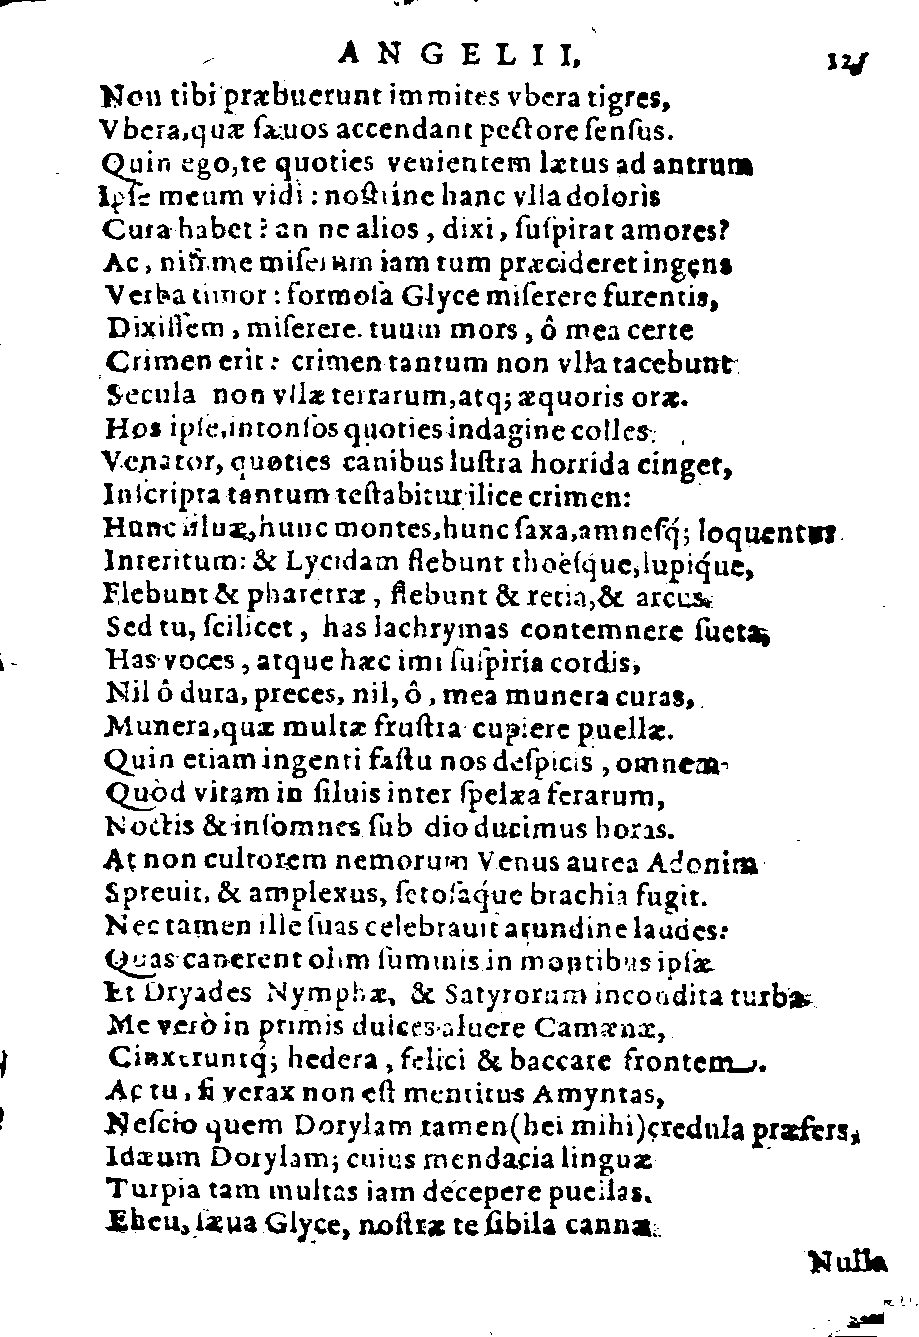 ANGELII. 125
Non tibi præbuerunt immites vbera tigres,
Vbera, quæ sæuos accendant pectore sensus.
Quin ego, te quoties venientem lætus ad antrum
Ipse meum vidi: nostrine hanc vlla doloris
Cura habet? an ne alios, dixi, suspirat amores?
Ac, nisi me miserum iam tum præcideret ingens
Verba timor: formosa Glyce miserere furentis,
Dixissem, miserere. tuum mors, ô mea certe
Crimen erit: crimen tantum non vlla tacebunt
Secula non vllæ terrarum, atq; æquoris oræ.
Hos ipse, intonsos quoties indagine colles
Venator, quoties canibus lustra horrida cinget,
Inscripta tantum testabitur ilice crimen:
Hunc siluæ, hunc montes, hunc saxa, amnesq́; loquentur
Interitum: & Lycidam flebunt thoësque, lupiq́ue,
Flebunt & pharetræ, flebunt & retia, & arcus.
Sed tu, scilicet, has lachrymas contemnere sueta,
Has voces, atque hæc imi suspiria cordis,
Nil ô dura, preces, nil, ô, mea munera curas,
Munera, quæ multæ frustra cupiere puellæ.
Quin etiam ingenti fastu nos despicis, omnem
Quòd vitam in siluis inter spelæa ferarum,
Noctis & insomnes sub dio ducimus horas.
At non cultorem nemorum Venus aurea Adonim
Spreuit, & amplexus, setosaq́ue brachia fugit.
Nec tamen ille suas celebrauit arundine laudes:
Quas canerent olim summis in montibus ipsæ
Et Dryades Nymphæ, & Satyrorum incondita turba
Me verò in primis dulces aluere Camænæ,
Cinxeruntq́; hedera, felici & baccare frontem.
Ac tu, si verax non est mentitus Amyntas,
Nescio quem Dorylam tamen (hei mihi) credula præfers,
Idæum Dorylam; cuius mendacia linguæ
Turpia tam multas iam decepere puellas.
Eheu, sæua Glyce, nostræ te sibila cannæ
Nulla